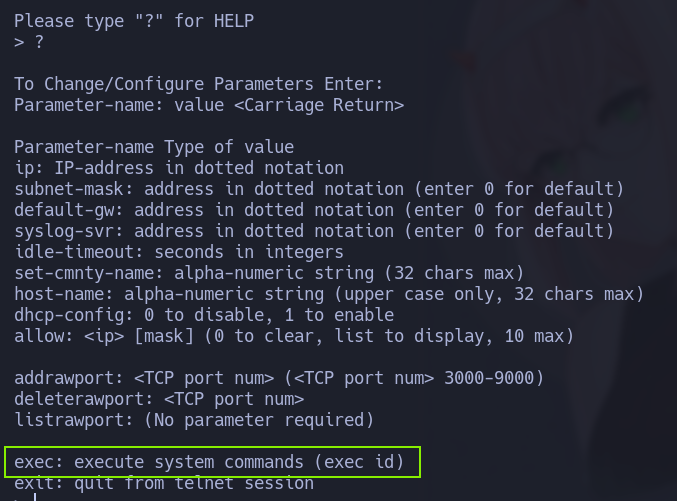 Please type "?" for HELP
> ?
To Change/Configure Parameters Enter:
Parameter-name: value <Carriage Return>
Parameter-name Type of value
ip: IP-address in dotted notation
subnet-mask: address in dotted notation (enter 0 for default)
default-gw: address in dotted notation (enter 0 for default)
syslog-svr: address in dotted notation (enter 0 for default)
idle-timeout: seconds in integers
set-cmnty-name: alpha-numeric string (32 chars max)
host-name: alpha-numeric string (upper case only, 32 chars max)
dhcp-config: 0 to disable, 1 to enable
allow: <ip> [mask] (0 to clear, list to display, 10 max)
addrawport: <TCP port num> (<TCP port num> 3000-9000)
deleterawport: <TCP port num>
listrawport: (No parameter required)
exec: execute system commands (exec id)
exit: quit from telnet session
>